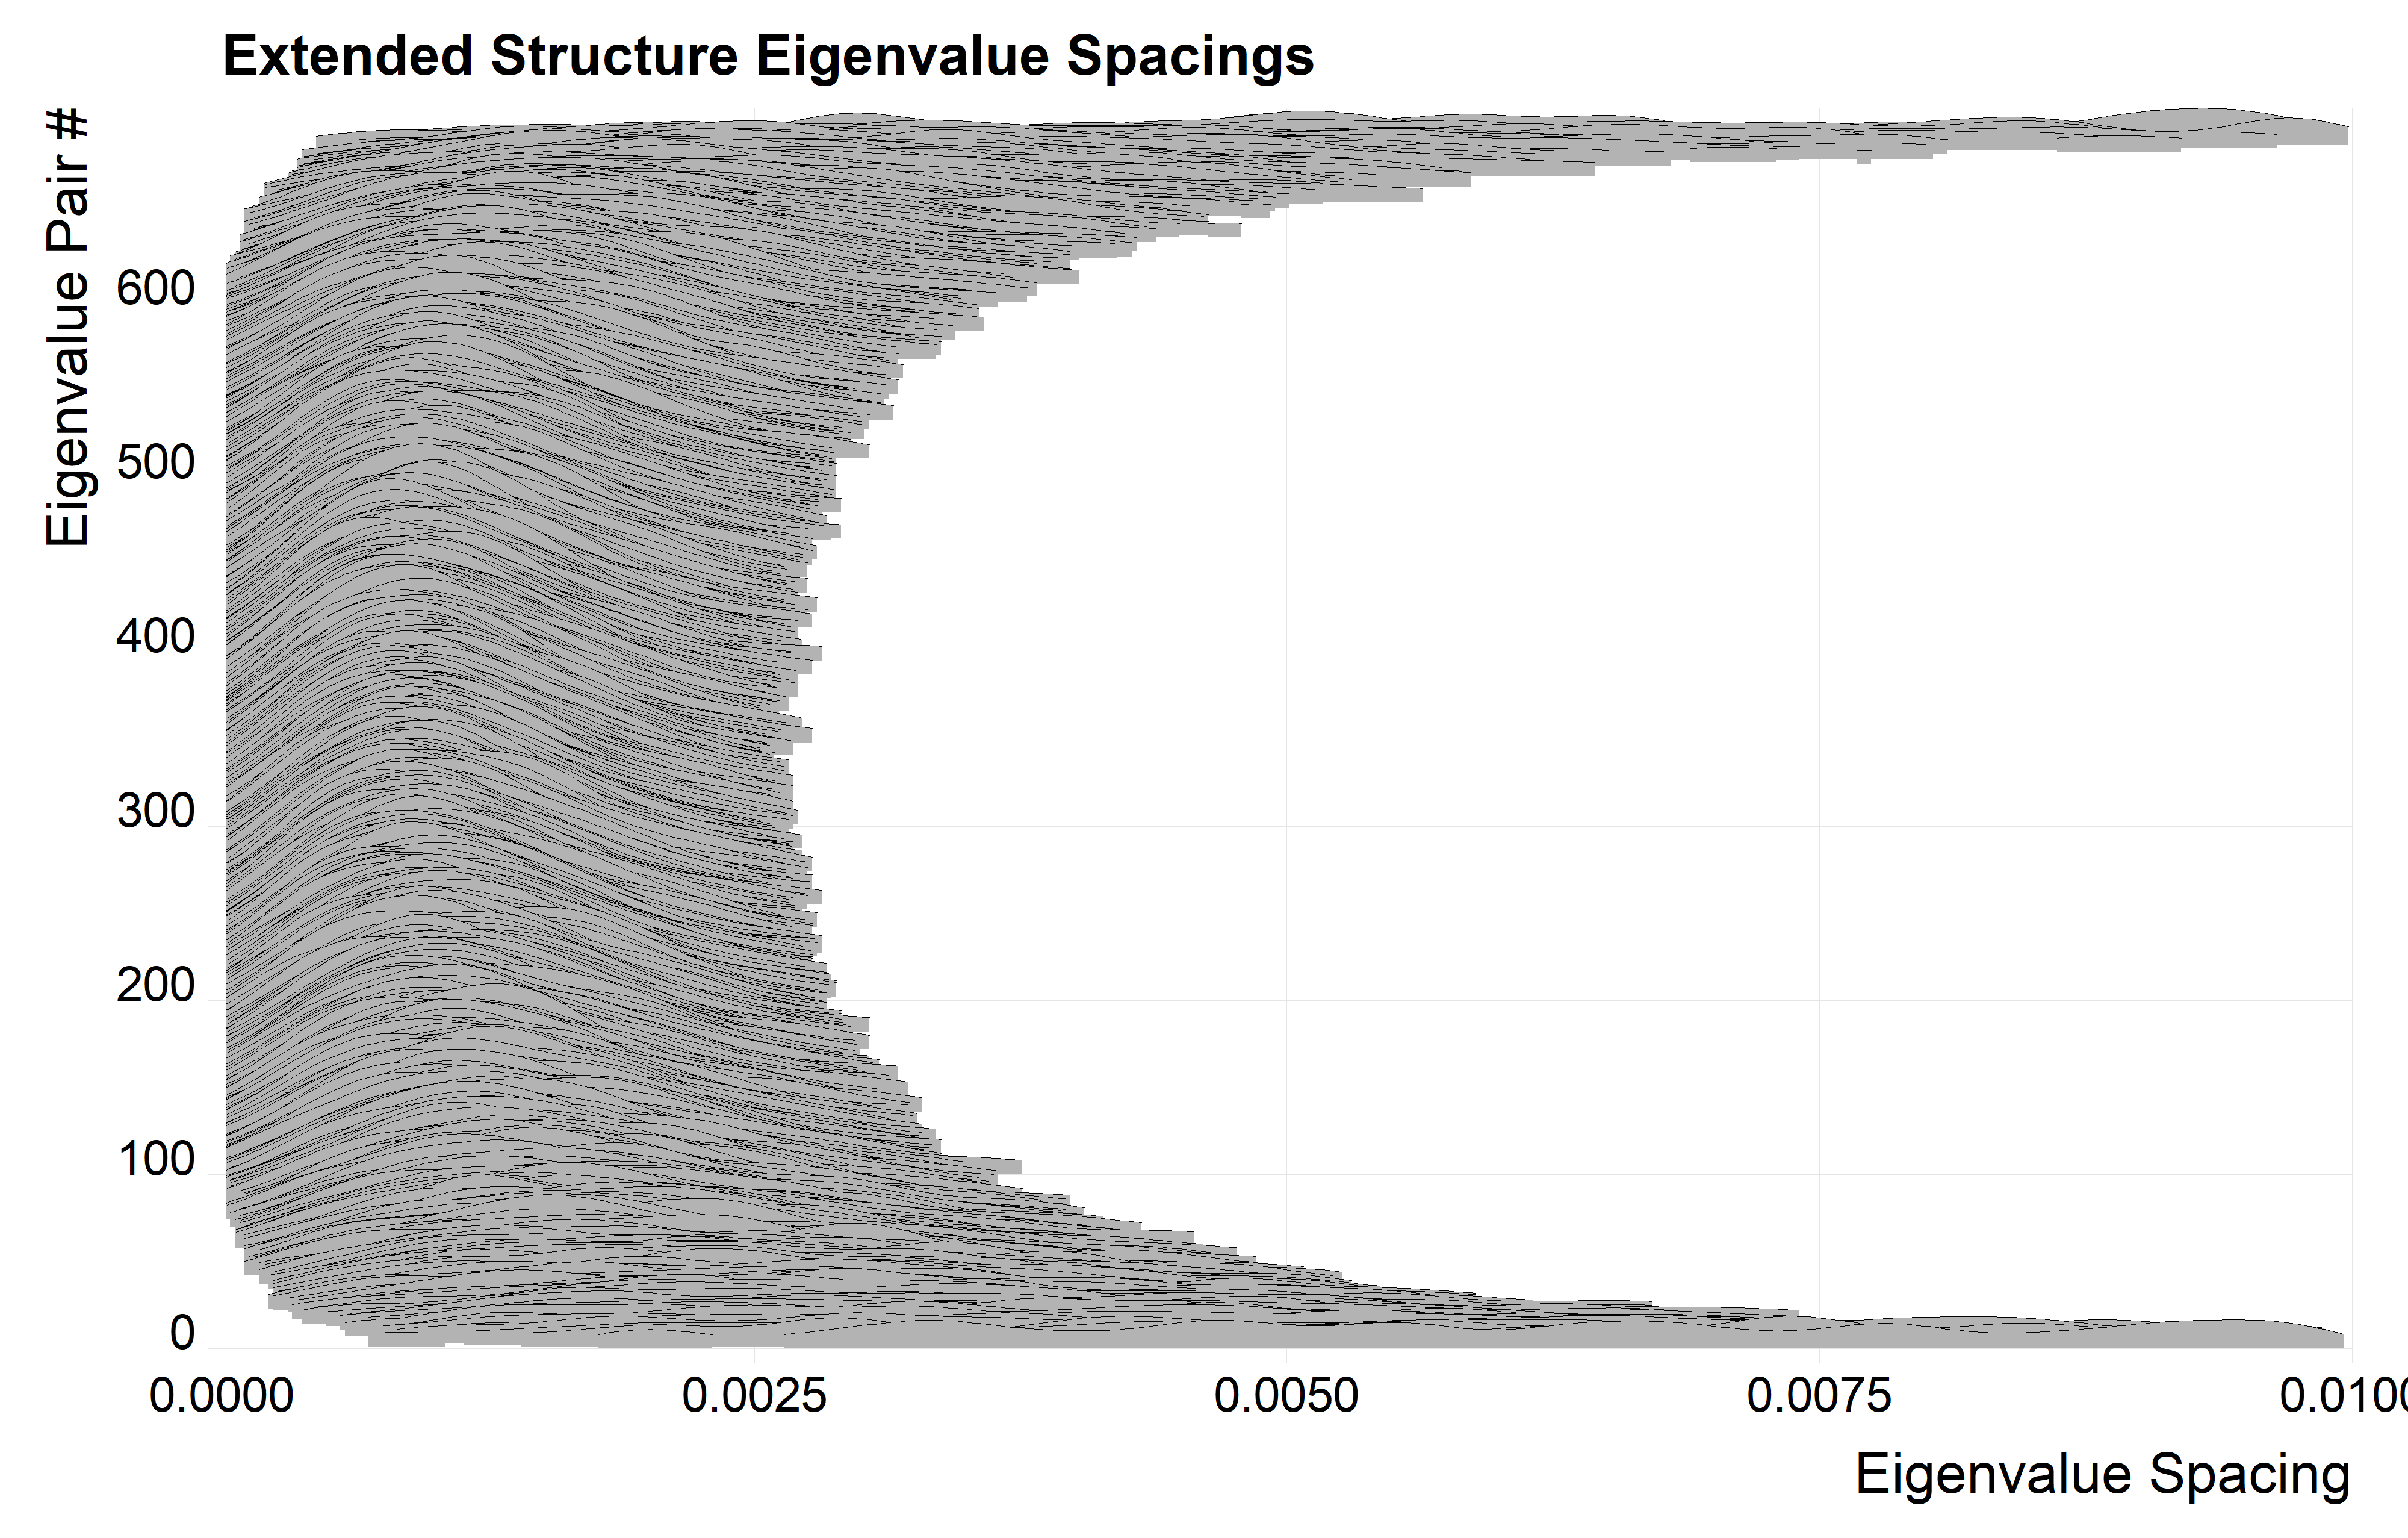 Extended Structure Eigenvalue Spacings
Eigenvalue Pair #
600
500
400
300
200
100
0
0.0000 0.0025 0.0050 0.0075 0.0100
Eigenvalue Spacing